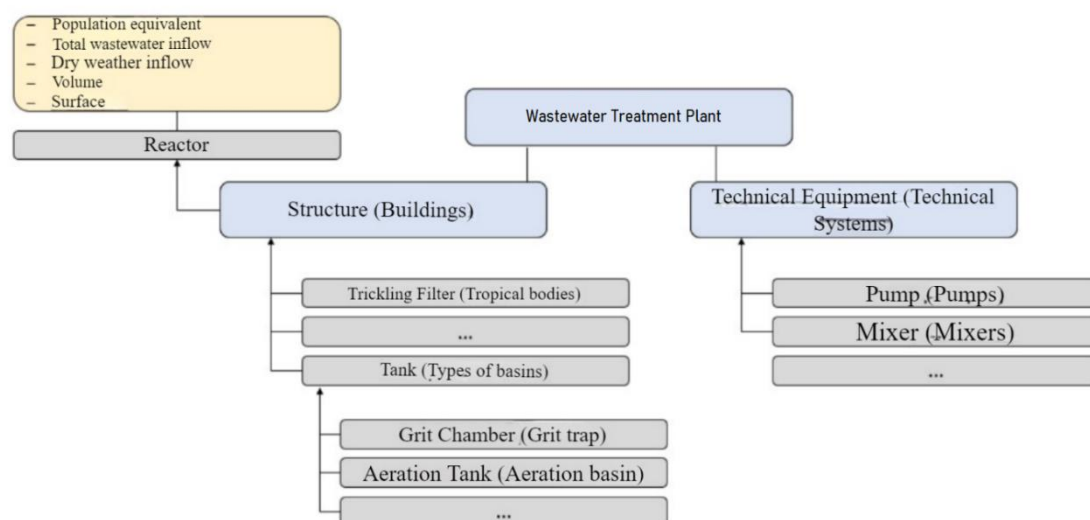 – Population equivalent
– Total wastewater inflow
– Dry weather inflow
– Volume
– Surface
Reactor
Wastewater Treatment Plant
Structure (Buildings)
Technical Equipment (Technical
Systems)
Trickling Filter (Tropical bodies)
...
Tank (Types of basins)
Pump (Pumps)
Mixer (Mixers)
...
Grit Chamber (Grit trap)
Aeration Tank (Aeration basin)
...